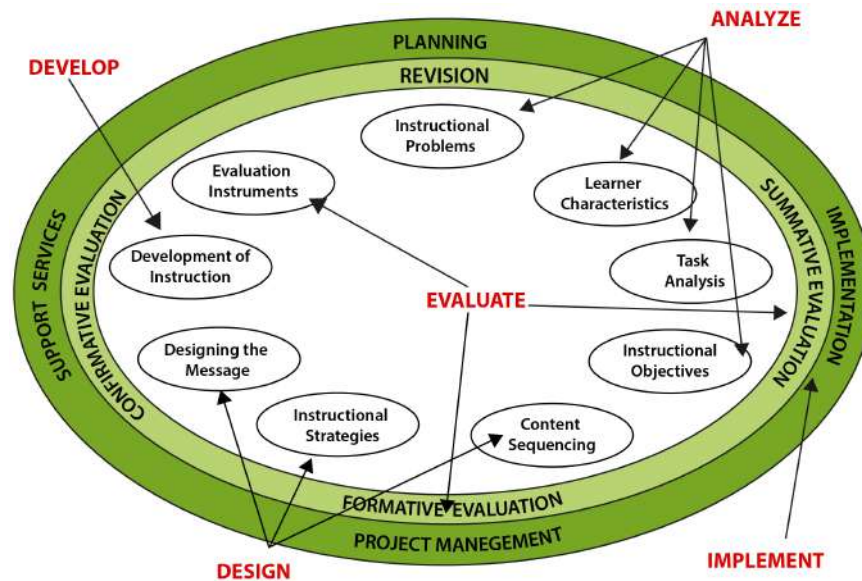 ANALYZE
DEVELOP
PLANNING
REVISION
Instructional
Problems
Evaluation
Instruments
Learner
Characteristics
SUPPORT SERVICES
CONFIRMATIVE EVALUATION
SUMMATIVE EVALUATION
IMPLEMENTATION
Development of
Instruction
Task
Analysis
EVALUATE
Designing the
Message
Instructional
Objectives
Instructional
Strategies
Content
Sequencing
FORMATIVE EVALUATION
PROJECT MANEGEMENT
DESIGN
IMPLEMENT